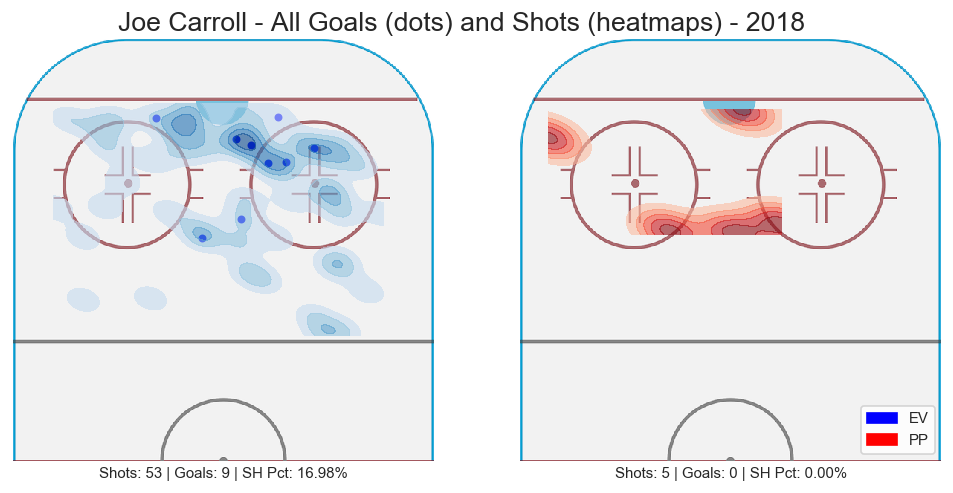 Joe Carroll - All Goals (dots) and Shots (heatmaps) - 2018
EV
PP
Shots: 53 | Goals: 9 | SH Pct: 16.98%
Shots: 5 | Goals: 0 | SH Pct: 0.00%